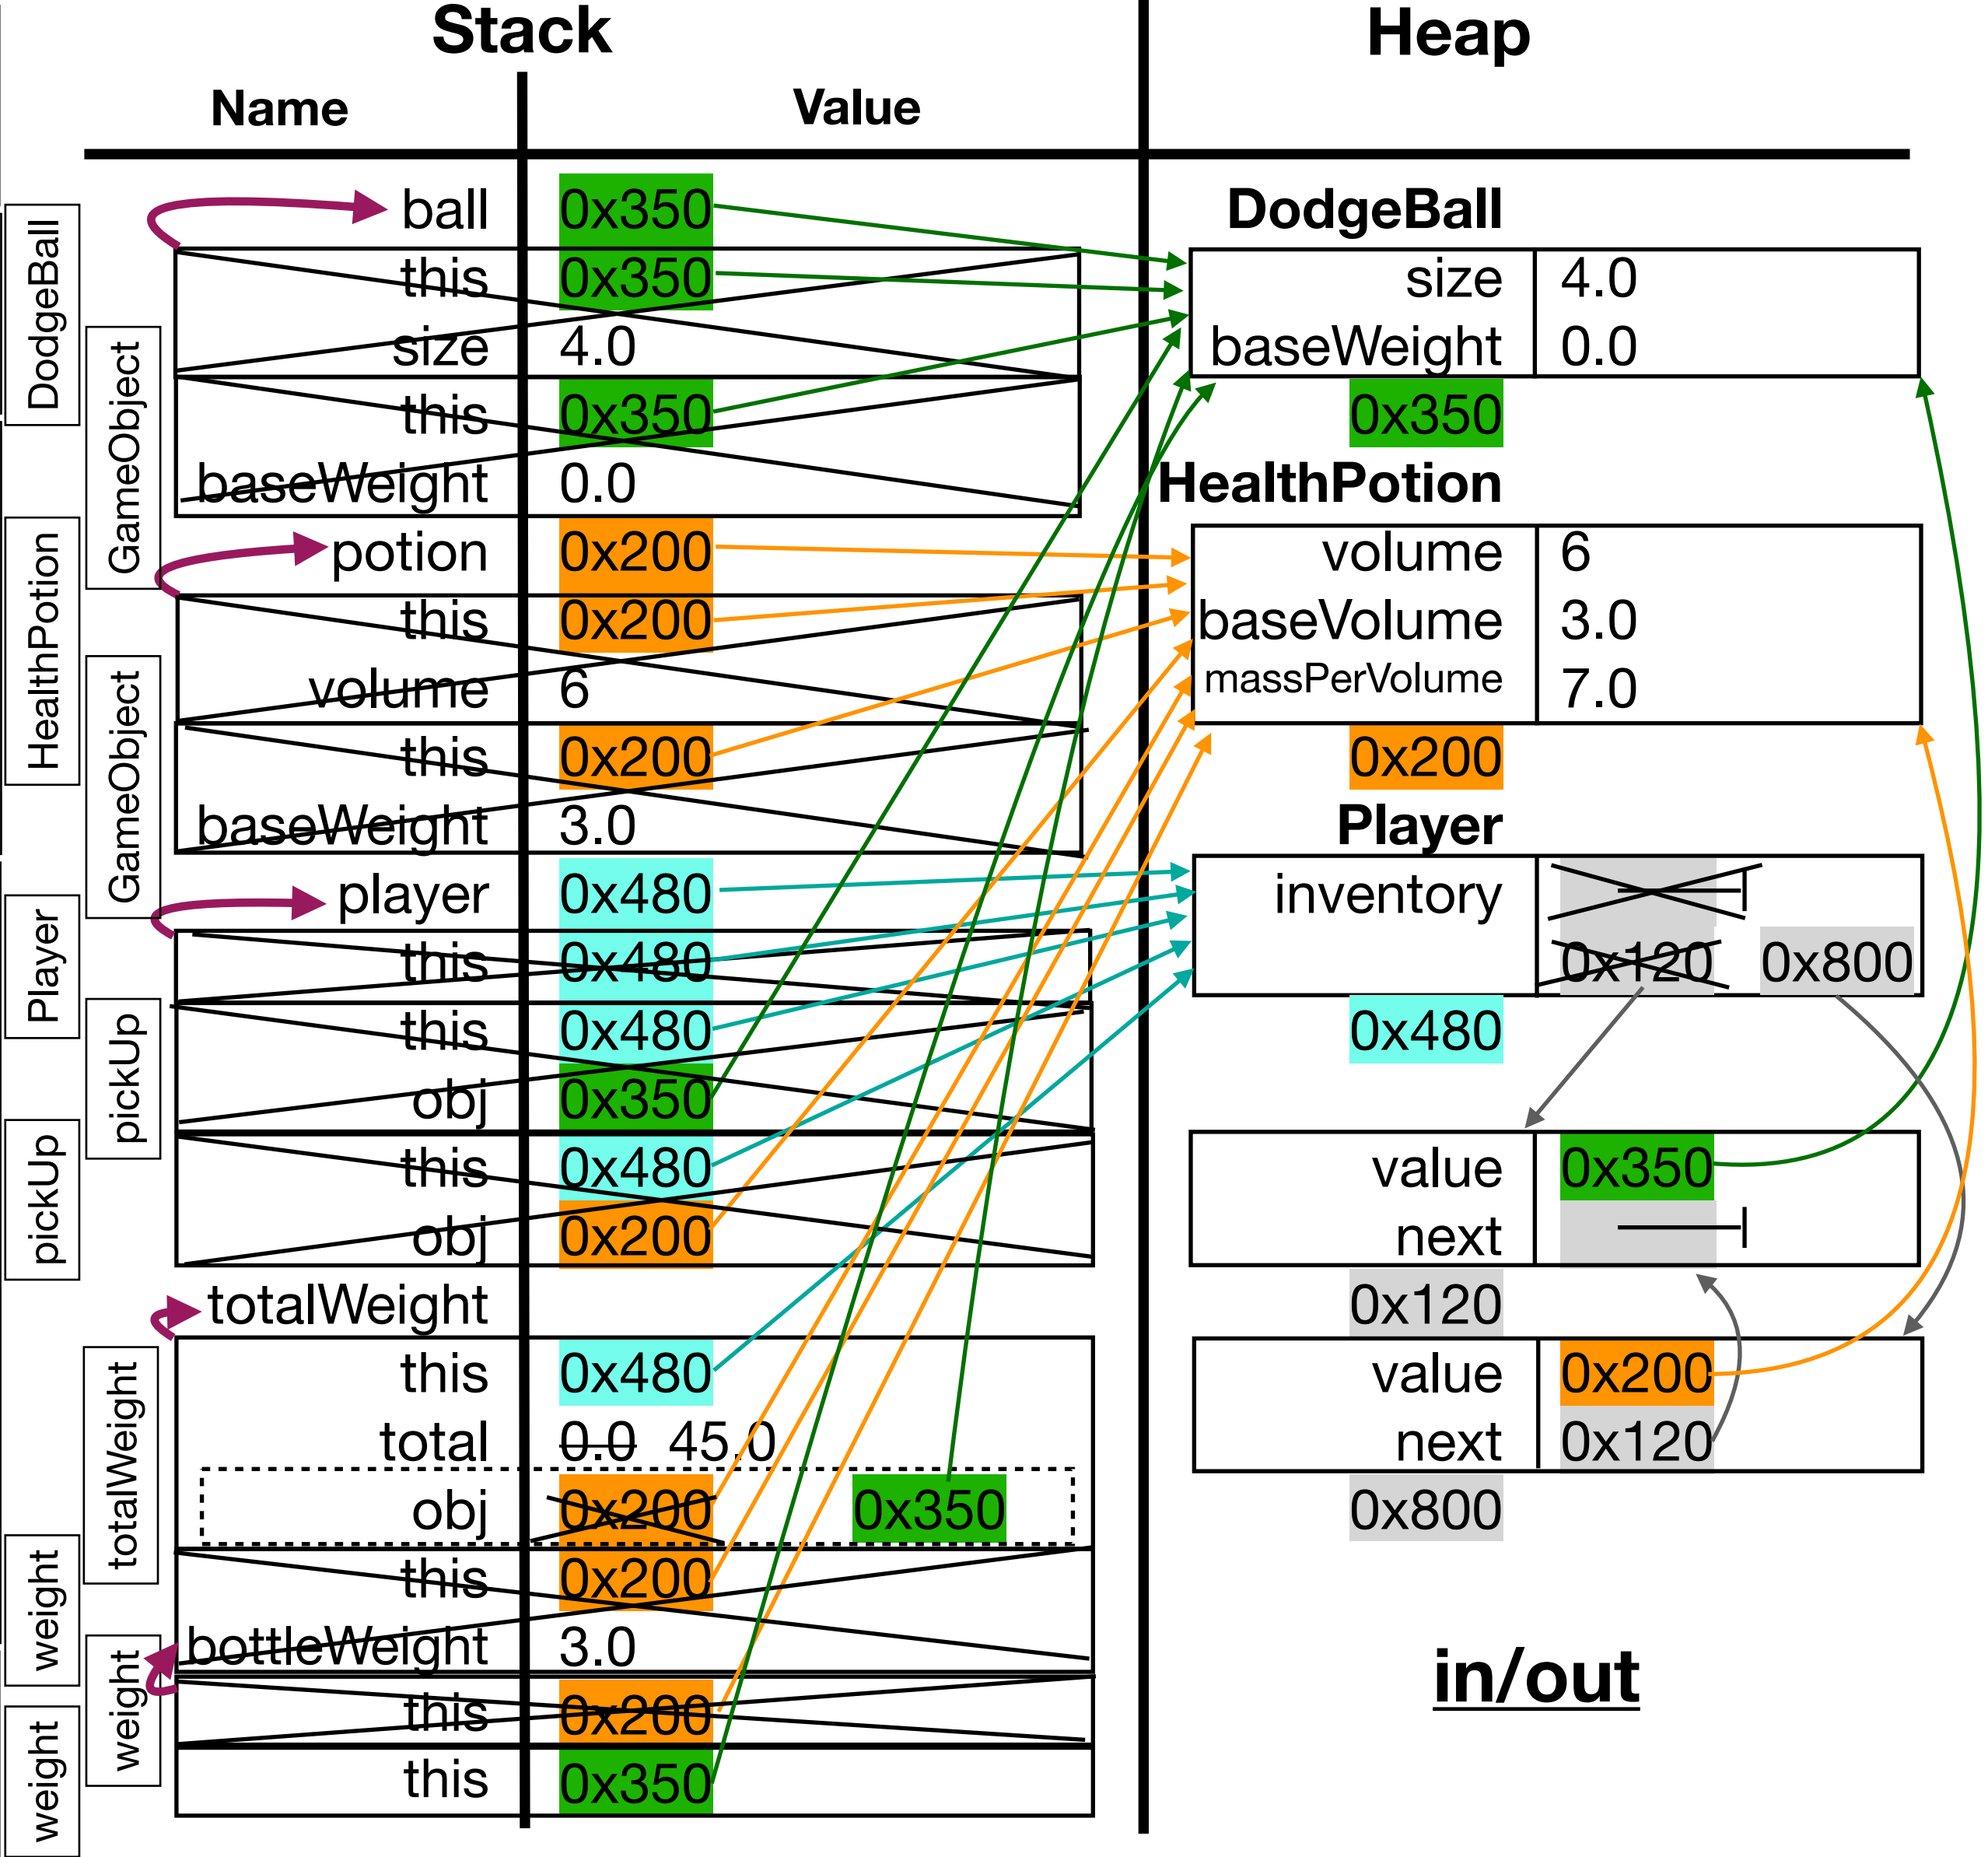 Stack
Heap
Name
Value
ball 0x350
this 0x350
size 4.0
this 0x350
baseWeight 0.0
potion 0x200
this 0x200
volume 6
this 0x200
baseWeight 3.0
player 0x480
this 0x480
this 0x480
obj 0x350
this 0x480
obj 0x200
totalWeight
this 0x480
total 0.0 45.0
obj 0x200 0x350
this 0x200
bottleWeight 3.0
this 0x200
this 0x350
DodgeBall
GameObject
HealthPotion
GameObject
Player
pickUp
pickUp
totalWeight
weight
weight
weight
DodgeBall
size 4.0
baseWeight 0.0
0x350
HealthPotion
volume 6
baseVolume 3.0
massPerVolume 7.0
0x200
Player
inventory
0x120 0x800
0x480
value 0x350
next
0x120
value 0x200
next 0x120
0x800
in/out